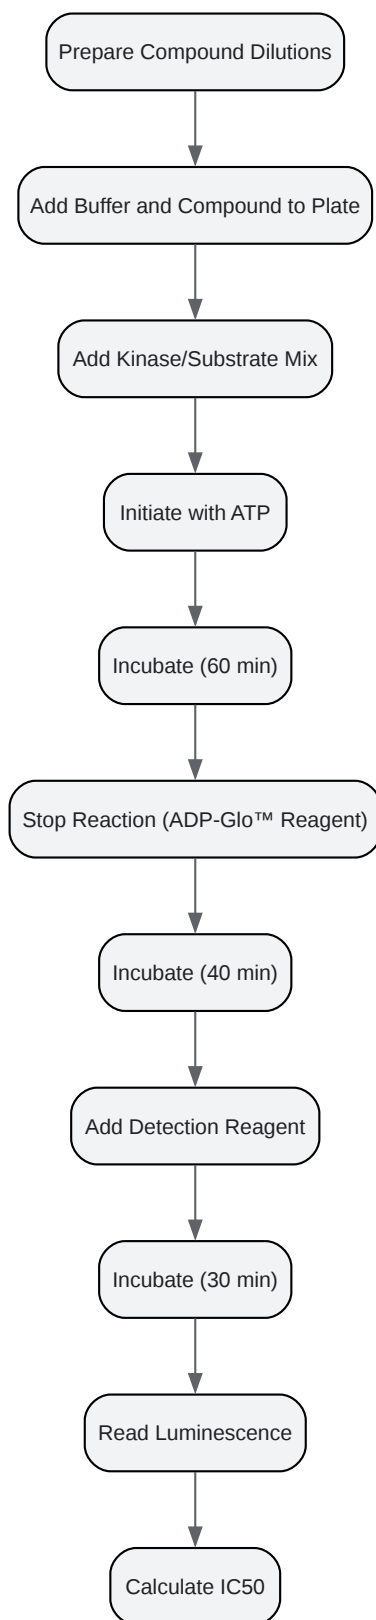 Prepare Compound Dilutions
Add Buffer and Compound to Plate
Add Kinase/Substrate Mix
Initiate with ATP
Incubate (60 min)
Stop Reaction (ADP-Glo™ Reagent)
Incubate (40 min)
Add Detection Reagent
Incubate (30 min)
Read Luminescence
Calculate IC50